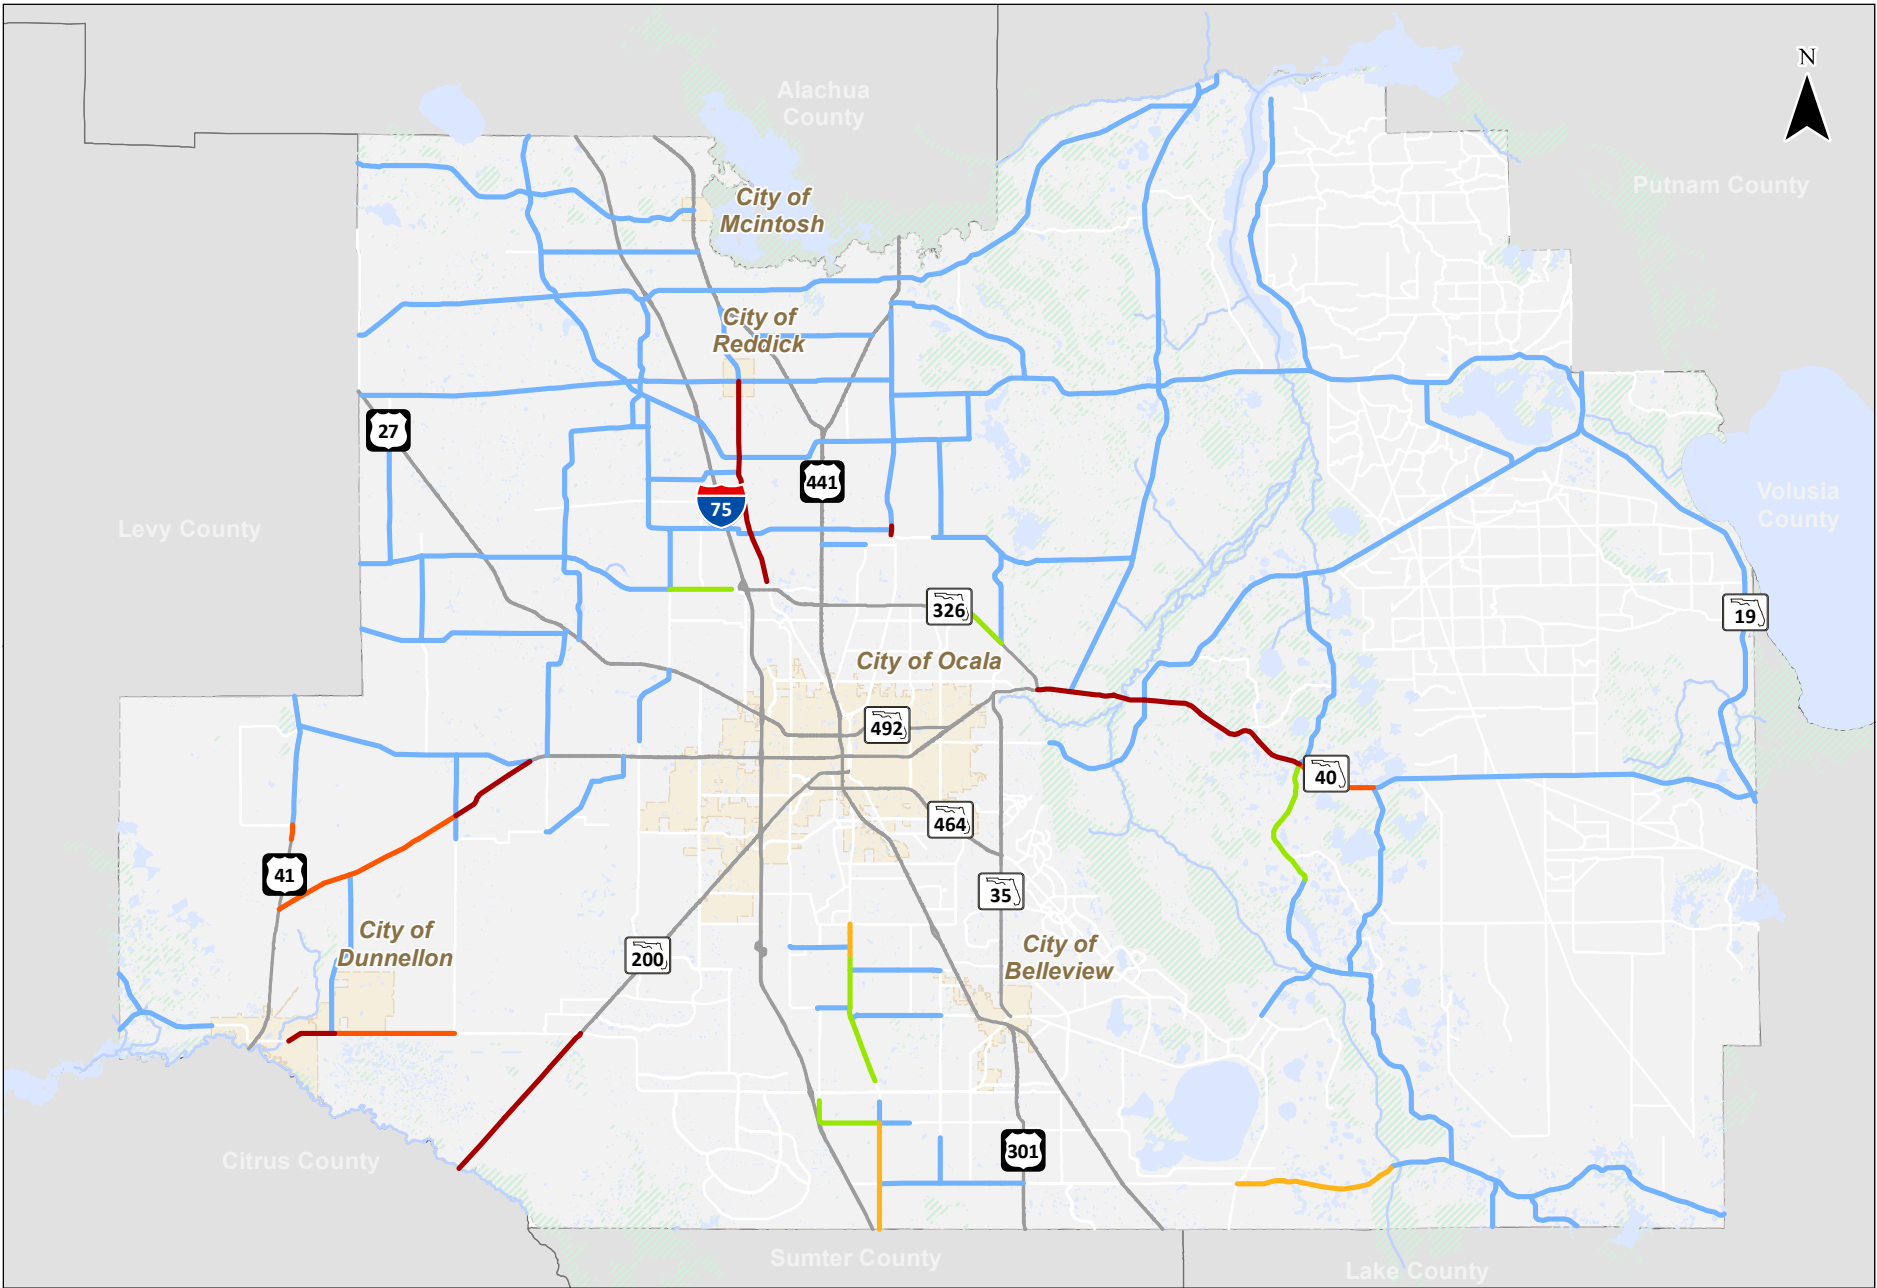 N
Alachua
County
Putnam County
City of
Mcintosh
City of
Reddick
27
441
75
Levy County
Volusia
County
326
19
City of Ocala
492
40
464
41
35
City of
Dunnellon
200
City of
Belleview
301
Citrus County
Sumter County
Lake County